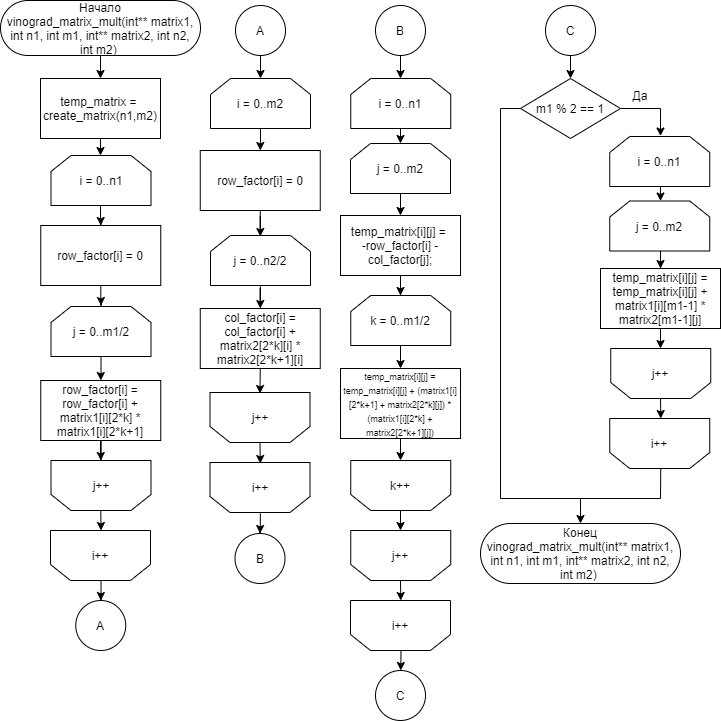 Начало
vinograd_matrix_mult(int** matrix1,
int n1, int m1, int** matrix2, int n2,
int m2)
temp_matrix =
create_matrix(n1,m2)
i = 0..n1
row_factor[i] = 0
j = 0..m1/2
row_factor[i] =
row_factor[i] +
matrix1[i][2*k] *
matrix1[i][2*k+1]
j++
i++
A
A
i = 0..m2
row_factor[i] = 0
j = 0..n2/2
col_factor[i] =
col_factor[i] +
matrix2[2*k][i] *
matrix2[2*k+1][i]
j++
i++
B
B
i = 0..n1
j = 0..m2
temp_matrix[i][j] =
-row_factor[i] -
col_factor[j];
k = 0..m1/2
temp_matrix[i][j] =
temp_matrix[i][j] + (matrix1[i]
[2*k+1] + matrix2[2*k][j]) *
(matrix1[i][2*k] +
matrix2[2*k+1][j])
k++
j++
i++
C
C
m1 % 2 == 1
Да
i = 0..n1
j = 0..m2
temp_matrix[i][j] =
temp_matrix[i][j] +
matrix1[i][m1-1] *
matrix2[m1-1][j]
j++
i++
Конец
vinograd_matrix_mult(int** matrix1,
int n1, int m1, int** matrix2, int n2,
int m2)